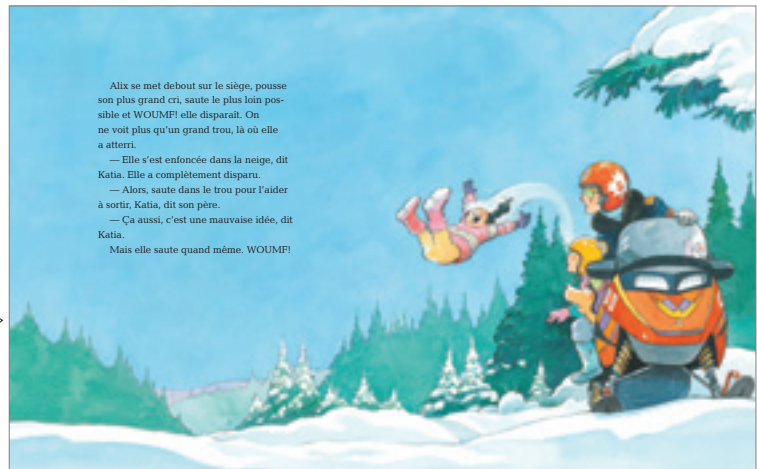 Alix se met debout sur le siège, pousse
son plus grand cri, saute le plus loin pos-
sible et WOUMF! elle disparaît. On
ne voit plus qu'un grand trou, là où elle
a atterri.
— Elle s'est enfoncée dans la neige, dit
Katia. Elle a complètement disparu.
— Alors, saute dans le trou pour l'aider
à sortir, Katia, dit son père.
— Ça aussi, c'est une mauvaise idée, dit
Katia.
Mais elle saute quand même. WOUMF!